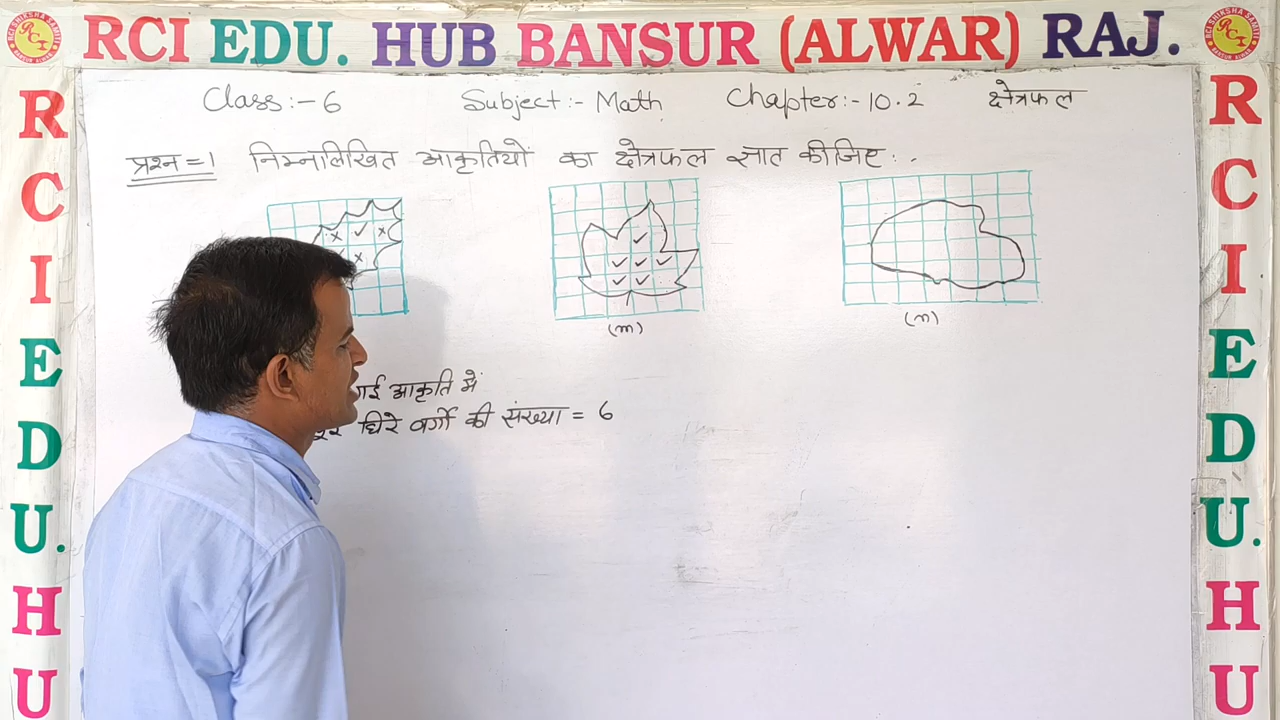 RCI EDU. HUB BANSUR (ALWAR) RAJ.
Class:- 6 Subject:- Math Chapter:- 10.2 क्षेत्रफल
प्रश्न = 1 निम्नलिखित आकृतियों का क्षेत्रफल ज्ञात कीजिए :.
(m) (m)
गई आकृति में
घिरे वर्गों की संख्या = 6
R
C
I
E
D
U.
H
U
R
C
I
E
D
U.
H
U